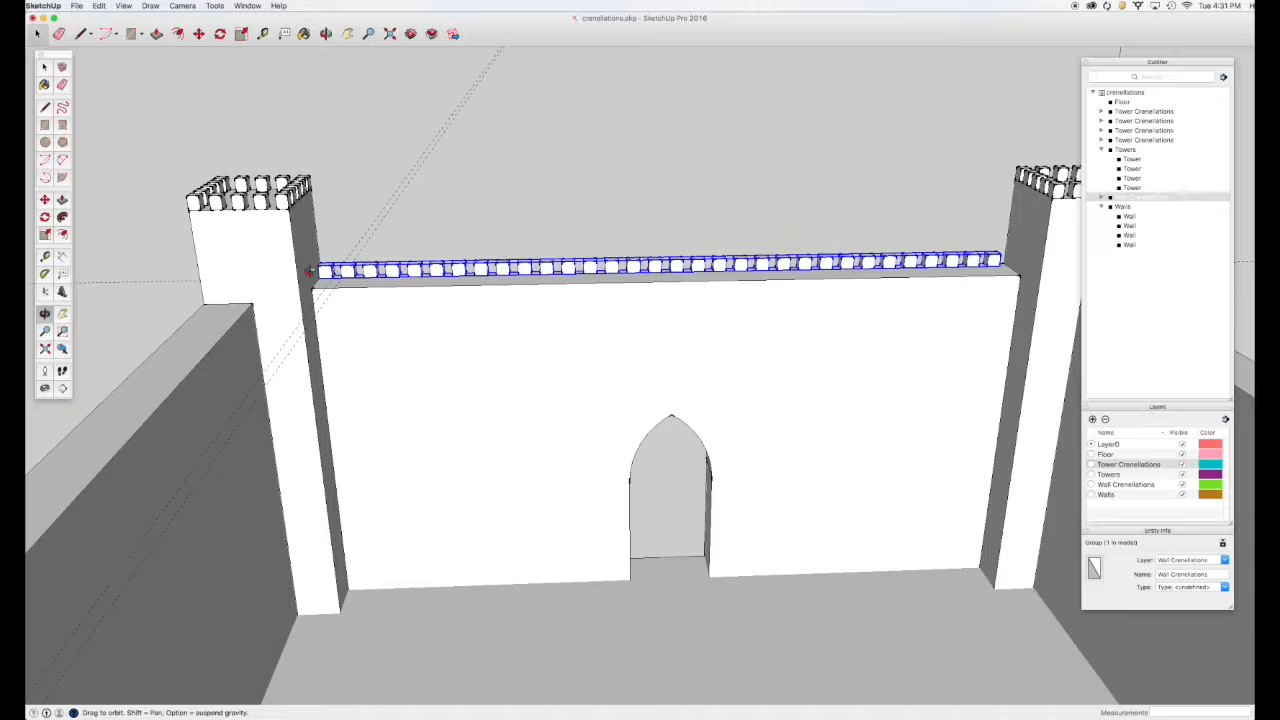 SketchUp File Edit View Draw Camera Tools Window Help
Tue 4:31 PM H
crenellations.skp - SketchUp Pro 2016
Outliner
Search
crenellations
Floor
Tower Crenellations
Tower Crenellations
Tower Crenellations
Tower Crenellations
Towers
Tower
Tower
Tower
Tower
Walls
Wall
Wall
Wall
Wall
Layers
Name Visible Color
Layer0
Floor
Tower Crenellations
Towers
Wall Crenellations
Walls
Entity Info
Group (1 in model)
Layer: Wall Crenellations
Name: Wall Crenellations
Type: Type: <undefined>
Drag to orbit. Shift = Pan, Option = suspend gravity.
Measurements